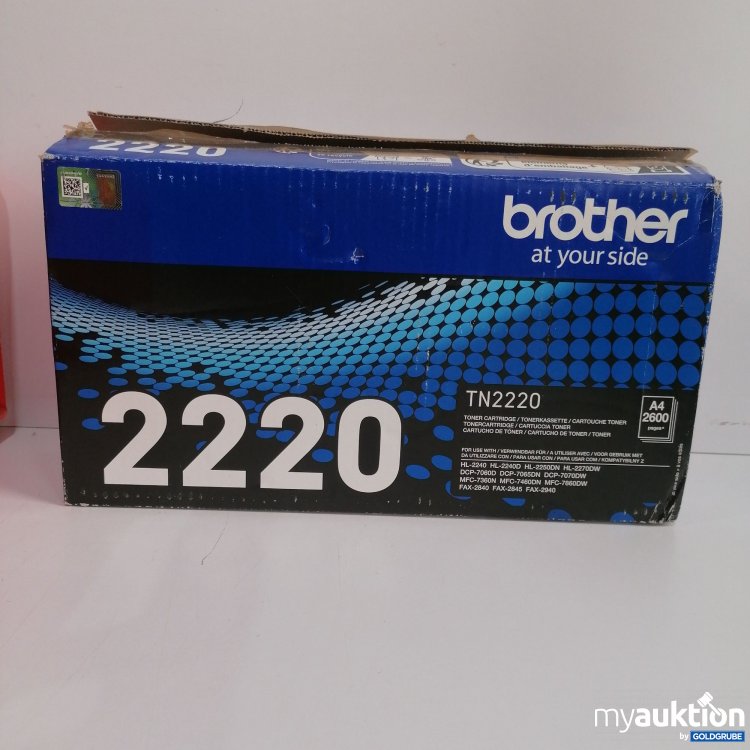 2220
d'emballage
brother
at your side
2220
TN2220
TONER CARTRIDGE / TONERKASSETTE / CARTOUCHE TONER
TONERCARTRIDGE / CARTUCCIA TONER
CARTUCHO DE TONER / CARTUCHO DE TONER / TONER
FOR USE WITH / VERWENDBAR FÜR / A UTILISER AVEC / VOOR GEBRUIK MET
DA UTILIZZARE CON / PARA USAR COM / PARA USAR CON / KOMPATYBILNY Z
HL-2240 HL-2240D HL-2250DN HL-2270DW
DCP-7060D DCP-7065DN DCP-7070DW
MFC-7360N MFC-7460DN MFC-7860DW
FAX-2840 FAX-2845 FAX-2940
A4
2600
pages*
myauktion
by GOLDGRUBE